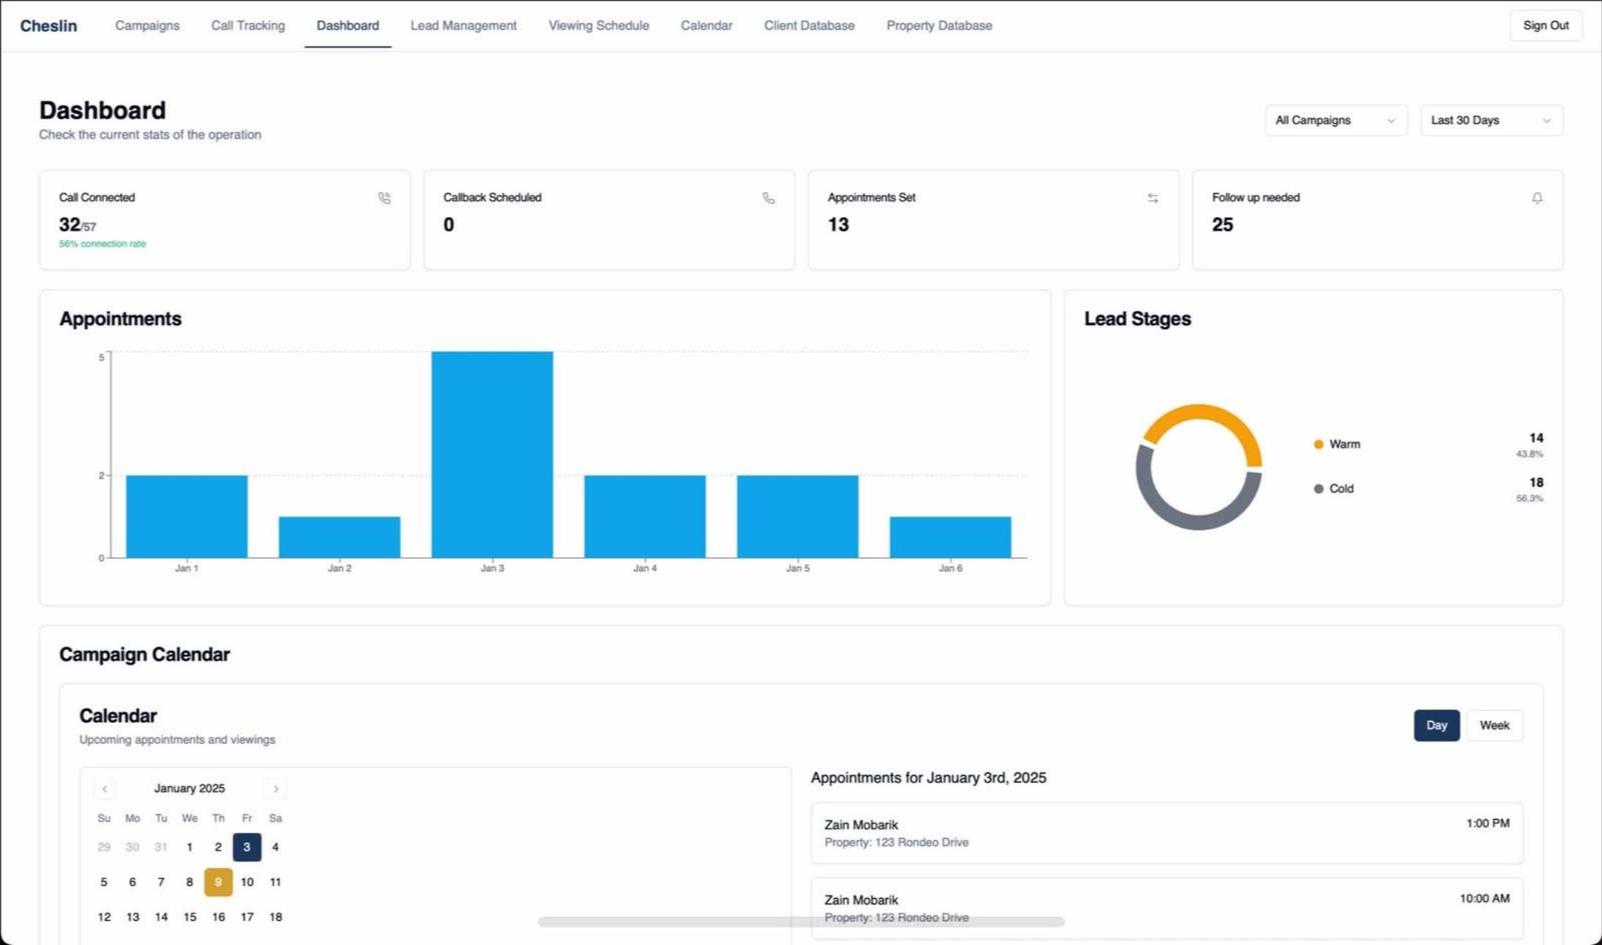 Cheslin Campaigns Call Tracking Dashboard Lead Management Viewing Schedule Calendar Client Database Property Database Sign Out
Dashboard
Check the current stats of the operation
All Campaigns Last 30 Days
Call Connected
32/57
56% connection rate
Callback Scheduled
0
Appointments Set
13
Follow up needed
25
Appointments
5
2
0
Jan 1 Jan 2 Jan 3 Jan 4 Jan 5 Jan 6
Lead Stages
Warm 14
43.8%
Cold 18
56.3%
Campaign Calendar
Calendar
Upcoming appointments and viewings
Day Week
January 2025
Su Mo Tu We Th Fr Sa
29 30 31 1 2 3 4
5 6 7 8 9 10 11
12 13 14 15 16 17 18
Appointments for January 3rd, 2025
Zain Mobarik 1:00 PM
Property: 123 Rondeo Drive
Zain Mobarik 10:00 AM
Property: 123 Rondeo Drive